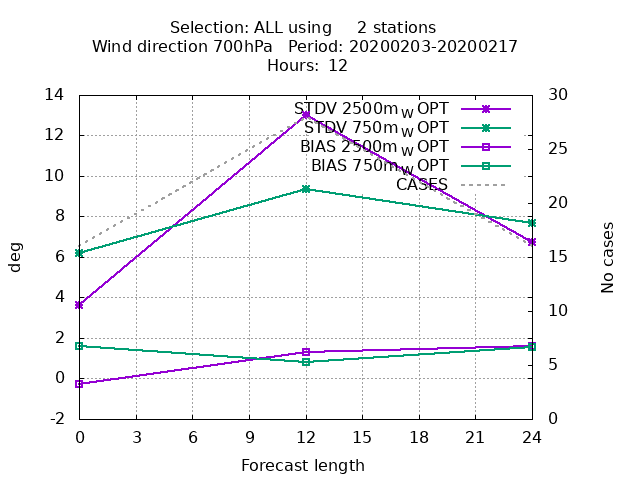 Selection: ALL using 2 stations
Wind direction 700hPa Period: 20200203-20200217
Hours: 12
14
12
10
8
6
4
2
0
-2
deg
30
25
20
15
10
5
0
No cases
STDV 2500m W OPT
STDV 750m W OPT
BIAS 2500m W OPT
BIAS 750m W OPT
CASES
0 3 6 9 12 15 18 21 24
Forecast length